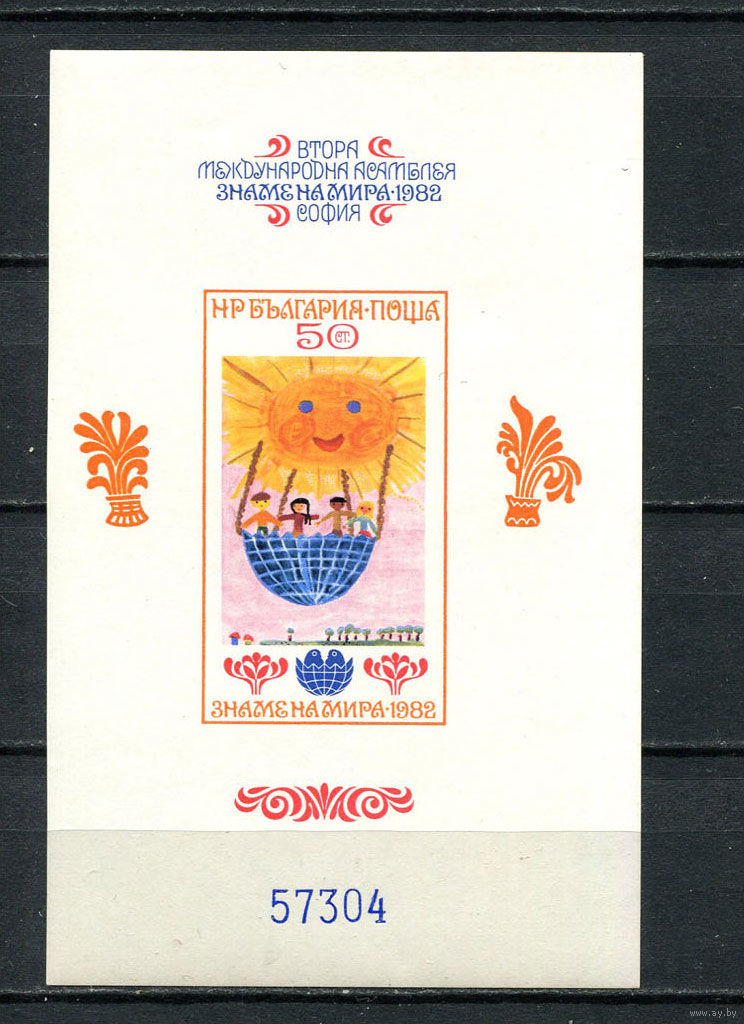 ВТОРА
МЕЖДУНАРОДНА АСАМБЛЕЯ
ЗНАМЕ НА МИРА·1982
СОФИЯ
НР БЪЛГАРИЯ·ПОЩА
50 СТ.
ЗНАМЕ НА МИРА·1982
57304
www.ay.by